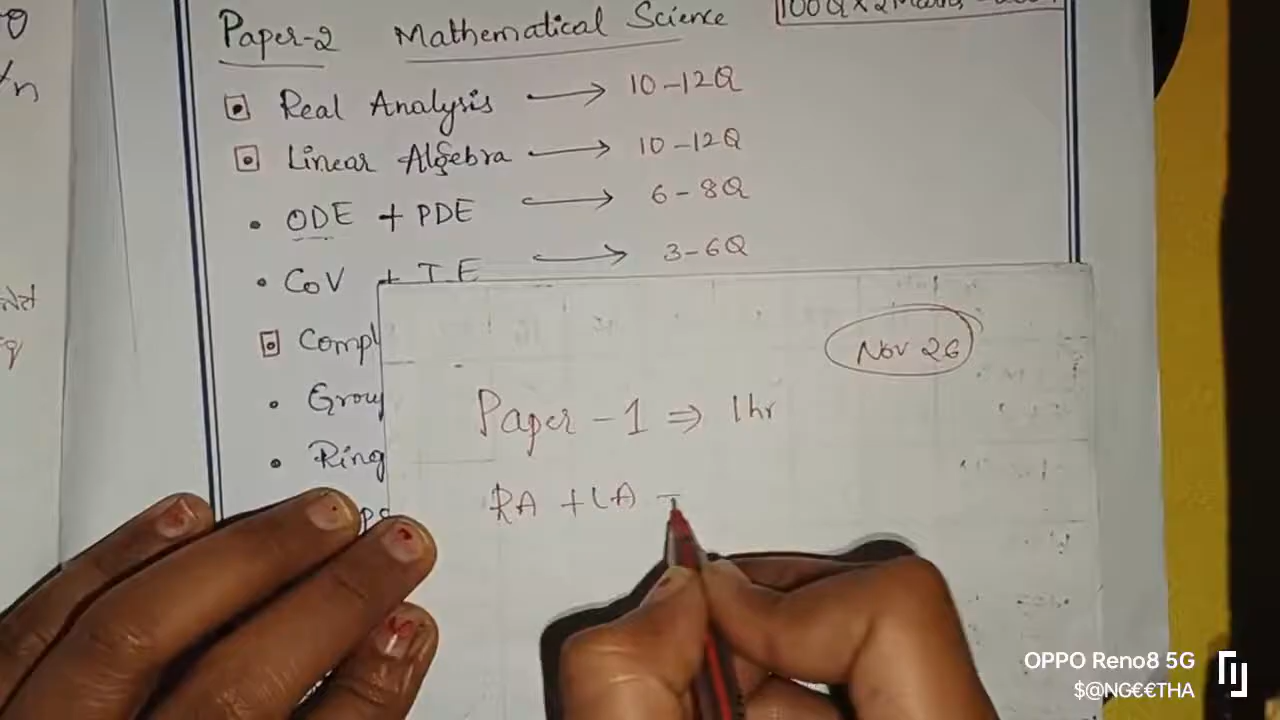 Paper-2 Mathematical Science
Real Analysis → 10-12Q
Linear Algebra → 10-12Q
• ODE + PDE → 6-8Q
• CoV + I.E → 3-6Q
Compl
• Group
• Ring
Nov 26
Paper-1 ⇒ 1hr
RA + LA
OPPO Reno8 5G
$@NG€€THA